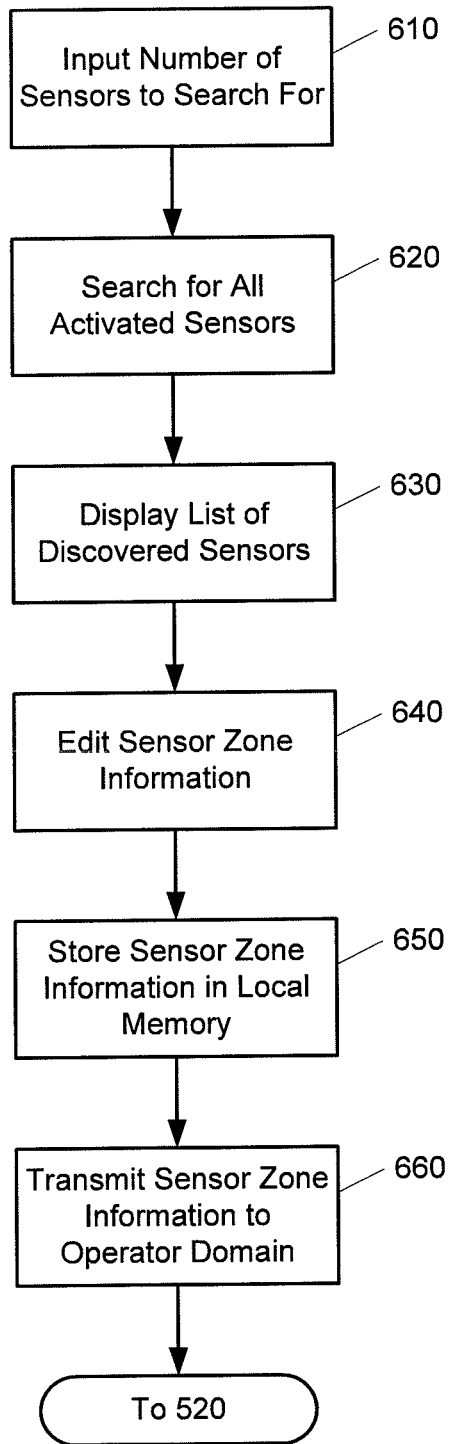 Input Number of
Sensors to Search For
610
Search for All
Activated Sensors
620
Display List of
Discovered Sensors
630
Edit Sensor Zone
Information
640
Store Sensor Zone
Information in Local
Memory
650
Transmit Sensor Zone
Information to
Operator Domain
660
To 520